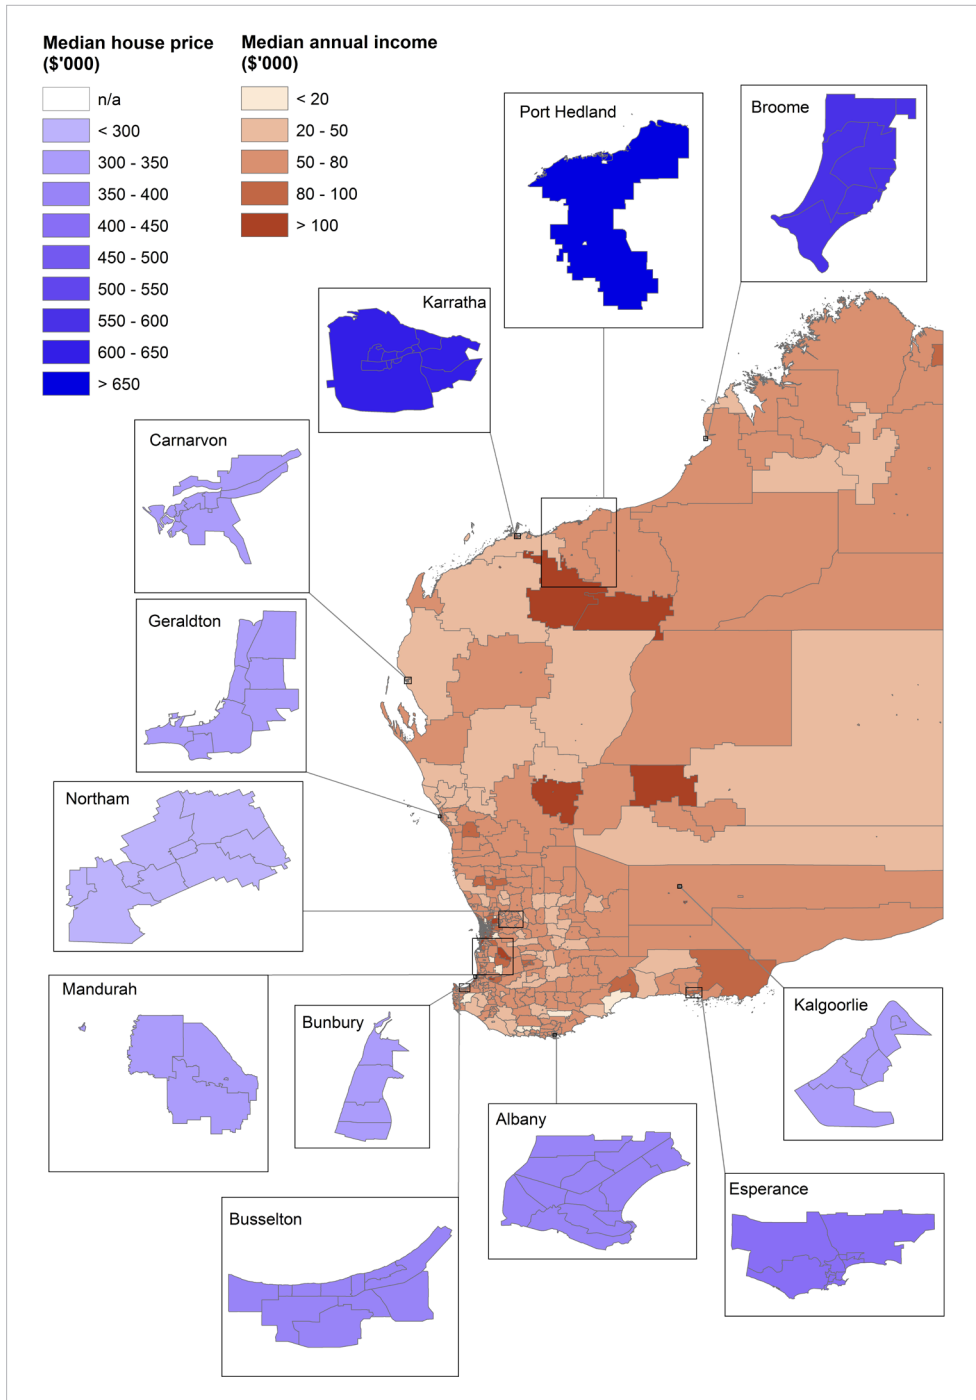 Median house price
($'000)
n/a
< 300
300 - 350
350 - 400
400 - 450
450 - 500
500 - 550
550 - 600
600 - 650
> 650
Median annual income
($'000)
< 20
20 - 50
50 - 80
80 - 100
> 100
Port Hedland
Broome
Karratha
Carnarvon
Geraldton
Northam
Mandurah
Bunbury
Kalgoorlie
Albany
Esperance
Busselton